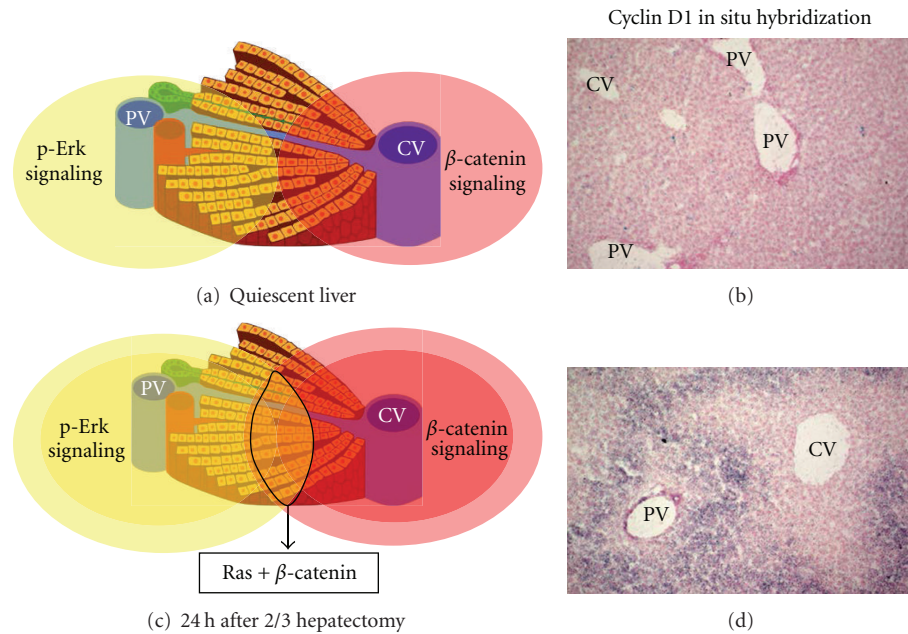 Cyclin D1 in situ hybridization
p-Erk
signaling
PV
CV
β-catenin
signaling
(a) Quiescent liver
CV
PV
PV
PV
(b)
p-Erk
signaling
PV
CV
β-catenin
signaling
Ras + β-catenin
(c) 24 h after 2/3 hepatectomy
CV
PV
(d)